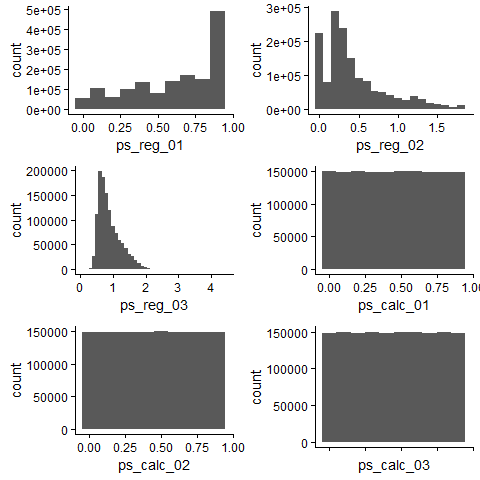 5e+05
4e+05
3e+05
2e+05
1e+05
0e+00
count
0.00 0.25 0.50 0.75 1.00
ps_reg_01
3e+05
2e+05
1e+05
0e+00
count
0.0 0.5 1.0 1.5
ps_reg_02
200000
150000
100000
50000
0
count
0 1 2 3 4
ps_reg_03
150000
100000
50000
0
count
0.00 0.25 0.50 0.75 1.00
ps_calc_01
150000
100000
50000
0
count
0.00 0.25 0.50 0.75 1.00
ps_calc_02
150000
100000
50000
0
count
ps_calc_03